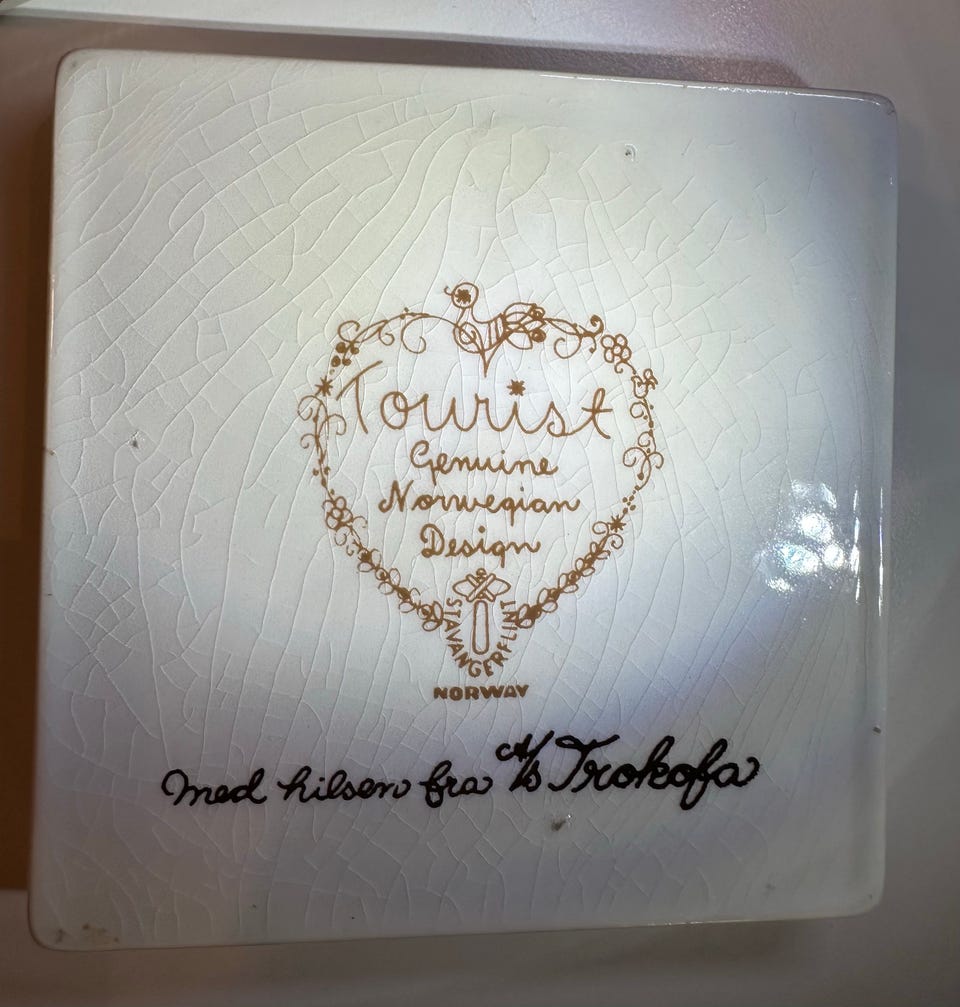 Tourist
Genuine
Norwegian
Design
STAVANGERFLINT
NORWAY
Med hilsen fra A/S Trokofa